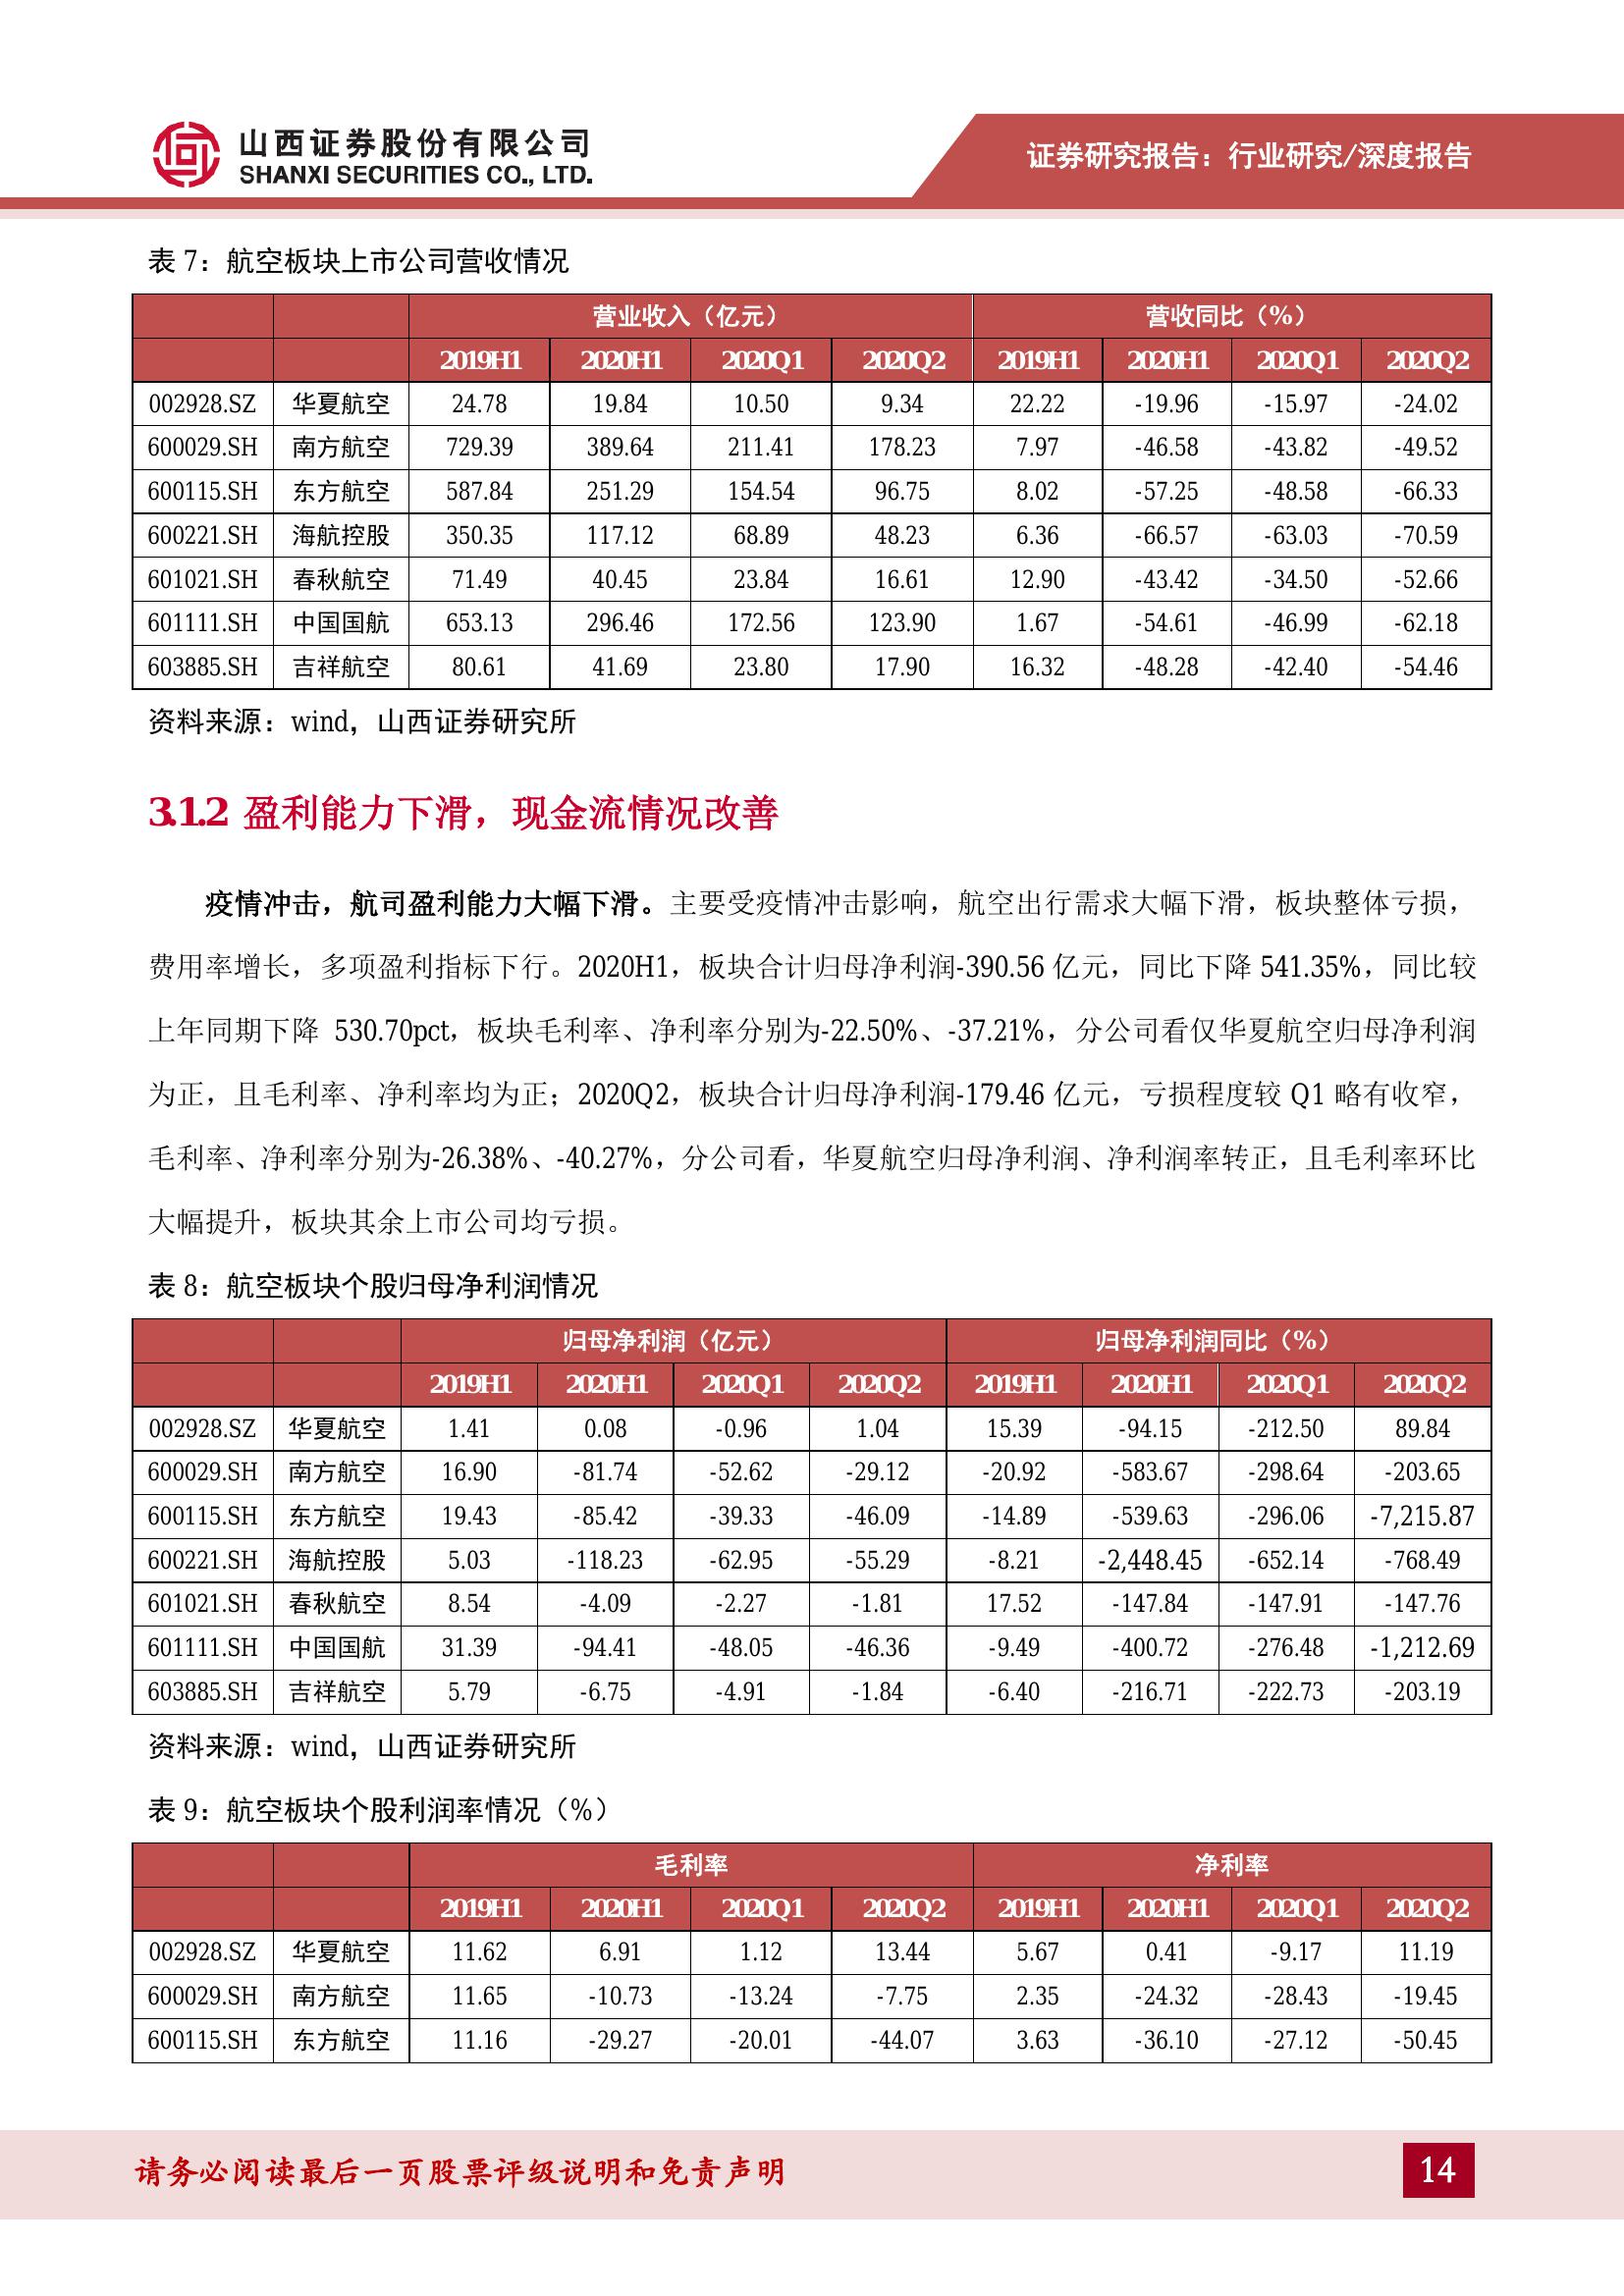 山西证券股份有限公司
SHANXI SECURITIES CO., LTD.
证券研究报告：行业研究/深度报告
表 7：航空板块上市公司营收情况
营业收入（亿元） 营收同比（%）
2019H1 2020H1 2020Q1 2020Q2 2019H1 2020H1 2020Q1 2020Q2
002928.SZ 华夏航空 24.78 19.84 10.50 9.34 22.22 -19.96 -15.97 -24.02
600029.SH 南方航空 729.39 389.64 211.41 178.23 7.97 -46.58 -43.82 -49.52
600115.SH 东方航空 587.84 251.29 154.54 96.75 8.02 -57.25 -48.58 -66.33
600221.SH 海航控股 350.35 117.12 68.89 48.23 6.36 -66.57 -63.03 -70.59
601021.SH 春秋航空 71.49 40.45 23.84 16.61 12.90 -43.42 -34.50 -52.66
601111.SH 中国国航 653.13 296.46 172.56 123.90 1.67 -54.61 -46.99 -62.18
603885.SH 吉祥航空 80.61 41.69 23.80 17.90 16.32 -48.28 -42.40 -54.46
资料来源：wind，山西证券研究所
3.1.2 盈利能力下滑，现金流情况改善
疫情冲击，航司盈利能力大幅下滑。主要受疫情冲击影响，航空出行需求大幅下滑，板块整体亏损，
费用率增长，多项盈利指标下行。2020H1，板块合计归母净利润-390.56 亿元，同比下降 541.35%，同比较
上年同期下降 530.70pct，板块毛利率、净利率分别为-22.50%、-37.21%，分公司看仅华夏航空归母净利润
为正，且毛利率、净利率均为正；2020Q2，板块合计归母净利润-179.46 亿元，亏损程度较 Q1 略有收窄，
毛利率、净利率分别为-26.38%、-40.27%，分公司看，华夏航空归母净利润、净利润率转正，且毛利率环比
大幅提升，板块其余上市公司均亏损。
表 8：航空板块个股归母净利润情况
归母净利润（亿元） 归母净利润同比（%）
2019H1 2020H1 2020Q1 2020Q2 2019H1 2020H1 2020Q1 2020Q2
002928.SZ 华夏航空 1.41 0.08 -0.96 1.04 15.39 -94.15 -212.50 89.84
600029.SH 南方航空 16.90 -81.74 -52.62 -29.12 -20.92 -583.67 -298.64 -203.65
600115.SH 东方航空 19.43 -85.42 -39.33 -46.09 -14.89 -539.63 -296.06 -7,215.87
600221.SH 海航控股 5.03 -118.23 -62.95 -55.29 -8.21 -2,448.45 -652.14 -768.49
601021.SH 春秋航空 8.54 -4.09 -2.27 -1.81 17.52 -147.84 -147.91 -147.76
601111.SH 中国国航 31.39 -94.41 -48.05 -46.36 -9.49 -400.72 -276.48 -1,212.69
603885.SH 吉祥航空 5.79 -6.75 -4.91 -1.84 -6.40 -216.71 -222.73 -203.19
资料来源：wind，山西证券研究所
表 9：航空板块个股利润率情况（%）
毛利率 净利率
2019H1 2020H1 2020Q1 2020Q2 2019H1 2020H1 2020Q1 2020Q2
002928.SZ 华夏航空 11.62 6.91 1.12 13.44 5.67 0.41 -9.17 11.19
600029.SH 南方航空 11.65 -10.73 -13.24 -7.75 2.35 -24.32 -28.43 -19.45
600115.SH 东方航空 11.16 -29.27 -20.01 -44.07 3.63 -36.10 -27.12 -50.45
请务必阅读最后一页股票评级说明和免责声明
14